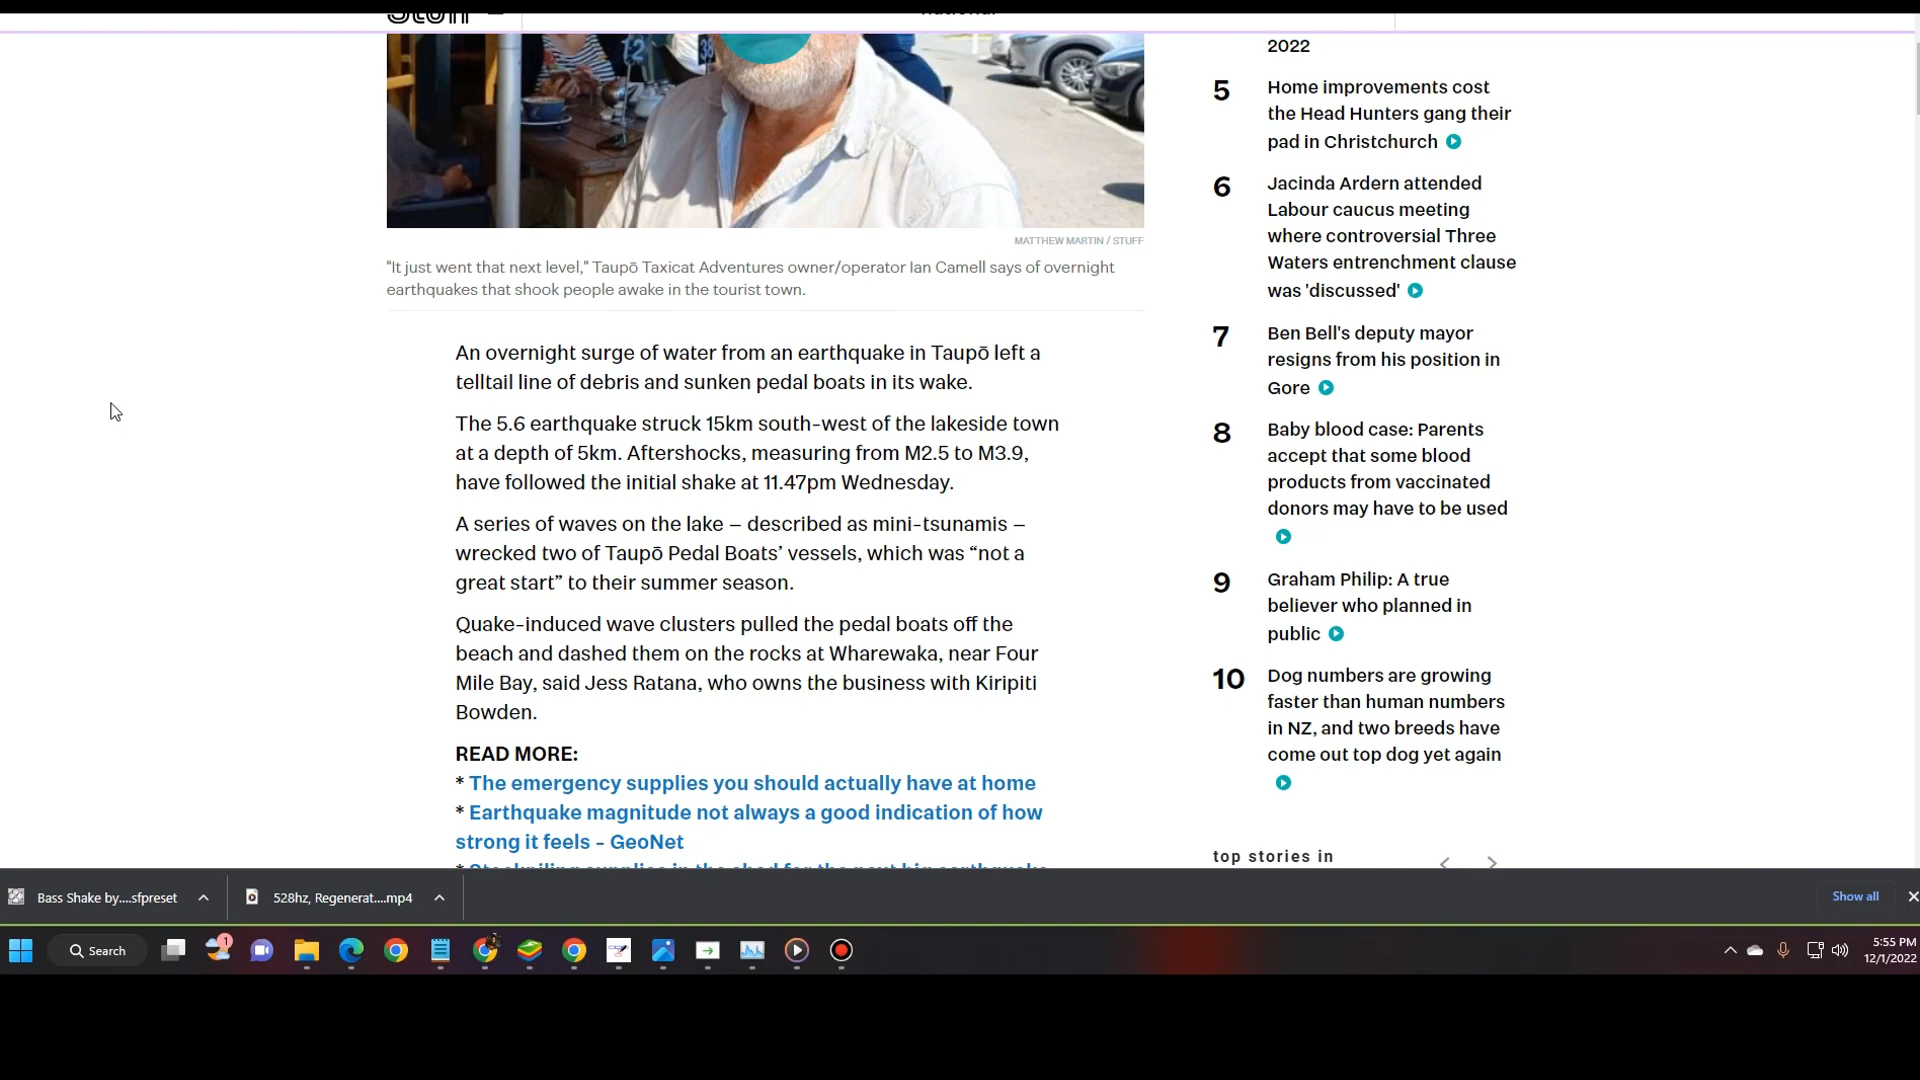 2022
12
38
MATTHEW MARTIN / STUFF
"It just went that next level," Taupō Taxicat Adventures owner/operator Ian Camell says of overnight
earthquakes that shook people awake in the tourist town.
An overnight surge of water from an earthquake in Taupō left a
telltail line of debris and sunken pedal boats in its wake.
The 5.6 earthquake struck 15km south-west of the lakeside town
at a depth of 5km. Aftershocks, measuring from M2.5 to M3.9,
have followed the initial shake at 11.47pm Wednesday.
A series of waves on the lake – described as mini-tsunamis –
wrecked two of Taupō Pedal Boats’ vessels, which was “not a
great start” to their summer season.
Quake-induced wave clusters pulled the pedal boats off the
beach and dashed them on the rocks at Wharewaka, near Four
Mile Bay, said Jess Ratana, who owns the business with Kiripiti
Bowden.
READ MORE:
* The emergency supplies you should actually have at home
* Earthquake magnitude not always a good indication of how
strong it feels - GeoNet
5 Home improvements cost
the Head Hunters gang their
pad in Christchurch
6 Jacinda Ardern attended
Labour caucus meeting
where controversial Three
Waters entrenchment clause
was 'discussed'
7 Ben Bell's deputy mayor
resigns from his position in
Gore
8 Baby blood case: Parents
accept that some blood
products from vaccinated
donors may have to be used
9 Graham Philip: A true
believer who planned in
public
10 Dog numbers are growing
faster than human numbers
in NZ, and two breeds have
come out top dog yet again
top stories in
Bass Shake by....sfpreset
528hz, Regenerat....mp4
Show all
Search
1
5:55 PM
12/1/2022